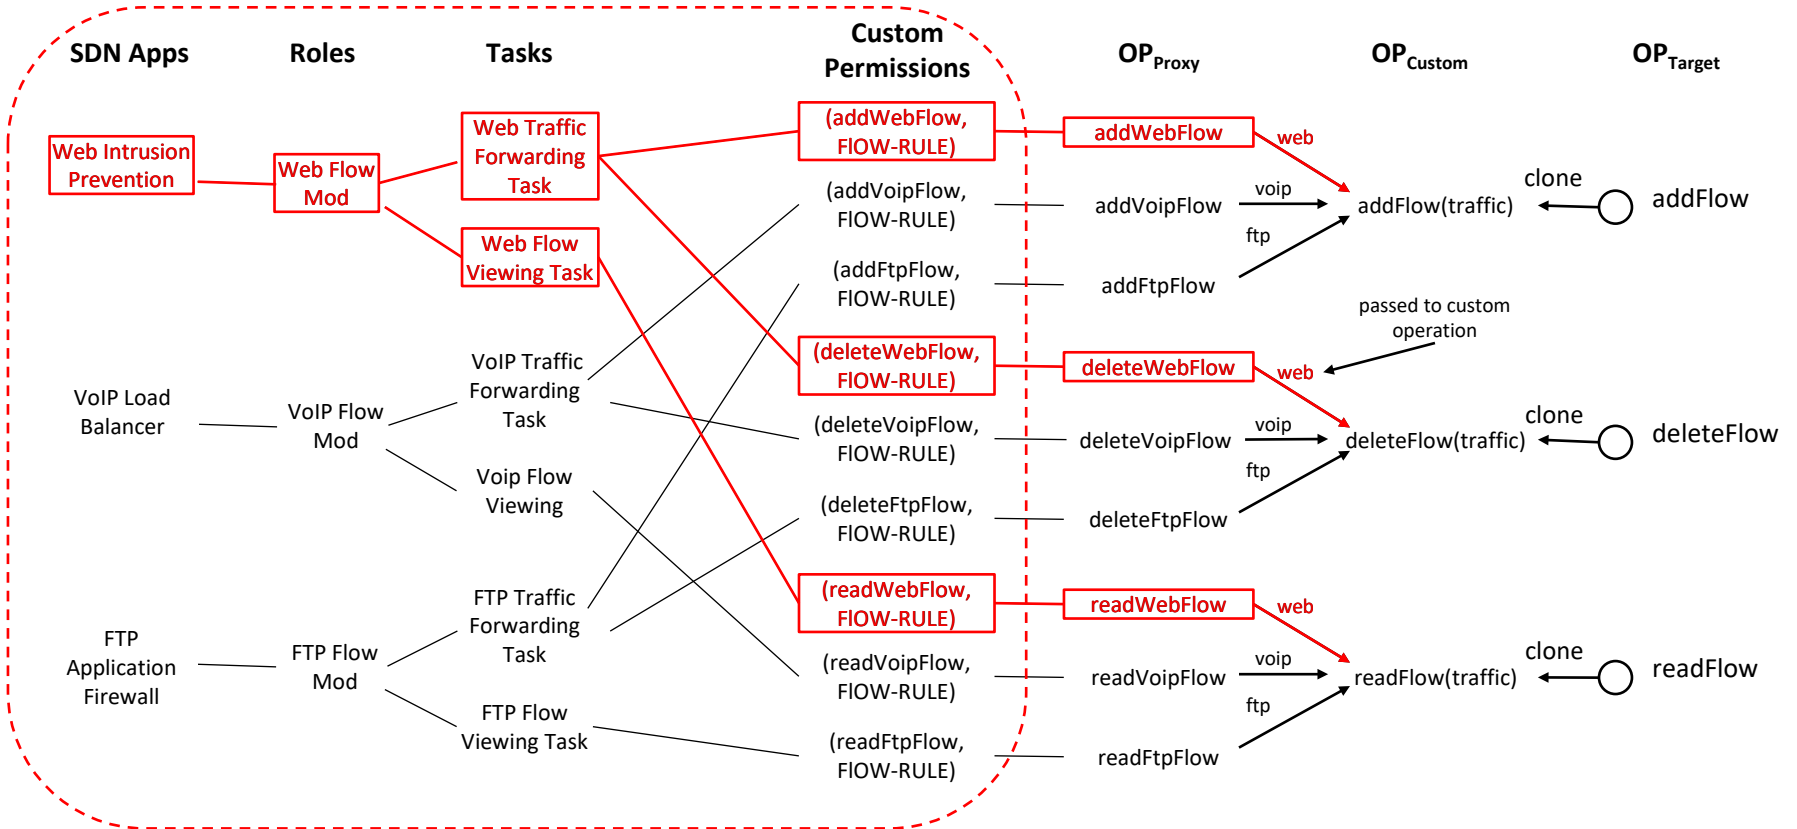 SDN Apps
Roles
Tasks
Custom
Permissions
OPProxy
OPCustom
OPTarget
Web Intrusion
Prevention
Web Flow
Mod
Web Traffic
Forwarding
Task
Web Flow
Viewing Task
(addWebFlow,
FlOW-RULE)
addWebFlow
web
(addVoipFlow,
FlOW-RULE)
addVoipFlow
voip
addFlow(traffic)
clone
addFlow
(addFtpFlow,
FlOW-RULE)
addFtpFlow
ftp
passed to custom
operation
VoIP Load
Balancer
VoIP Flow
Mod
VoIP Traffic
Forwarding
Task
Voip Flow
Viewing
(deleteWebFlow,
FlOW-RULE)
deleteWebFlow
web
(deleteVoipFlow,
FlOW-RULE)
deleteVoipFlow
voip
deleteFlow(traffic)
clone
deleteFlow
(deleteFtpFlow,
FlOW-RULE)
deleteFtpFlow
ftp
FTP
Application
Firewall
FTP Flow
Mod
FTP Traffic
Forwarding
Task
FTP Flow
Viewing Task
(readWebFlow,
FlOW-RULE)
readWebFlow
web
(readVoipFlow,
FlOW-RULE)
readVoipFlow
voip
readFlow(traffic)
clone
readFlow
(readFtpFlow,
FlOW-RULE)
readFtpFlow
ftp